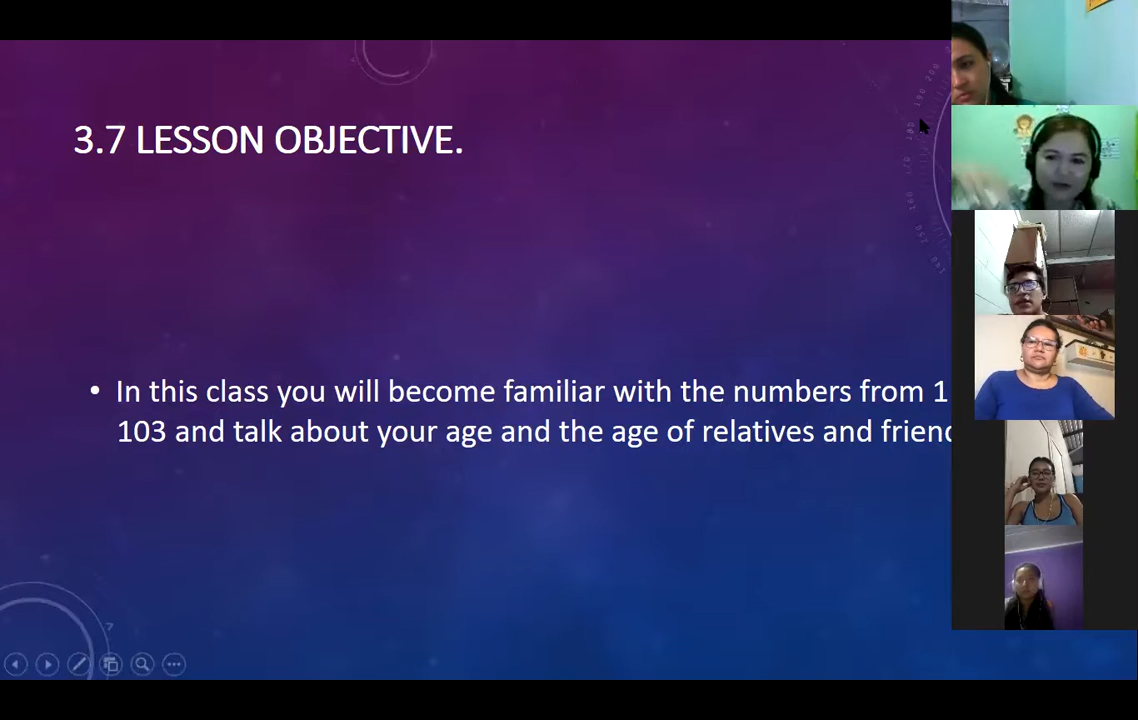 3.7 LESSON OBJECTIVE.
• In this class you will become familiar with the numbers from 1
103 and talk about your age and the age of relatives and